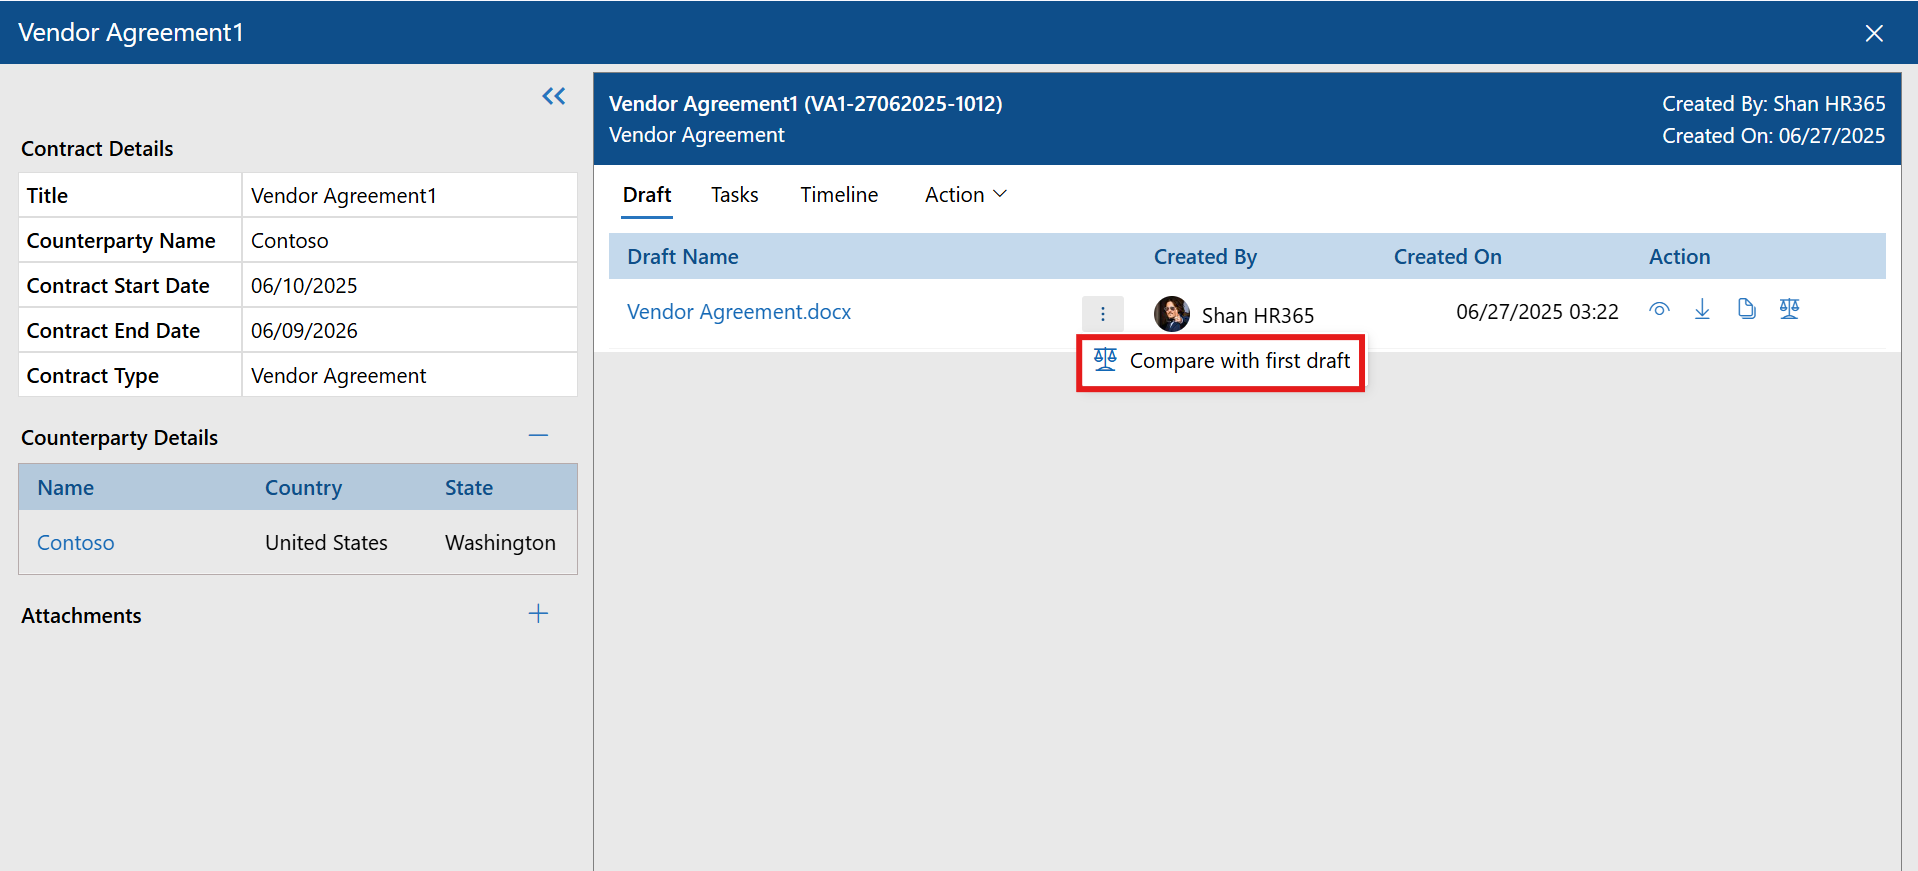 Vendor Agreement1
Contract Details
Title Vendor Agreement1
Counterparty Name Contoso
Contract Start Date 06/10/2025
Contract End Date 06/09/2026
Contract Type Vendor Agreement
Counterparty Details
Name Country State
Contoso United States Washington
Attachments
Vendor Agreement1 (VA1-27062025-1012) Created By: Shan HR365
Vendor Agreement Created On: 06/27/2025
Draft Tasks Timeline Action
Draft Name Created By Created On Action
Vendor Agreement.docx Shan HR365 06/27/2025 03:22
Compare with first draft